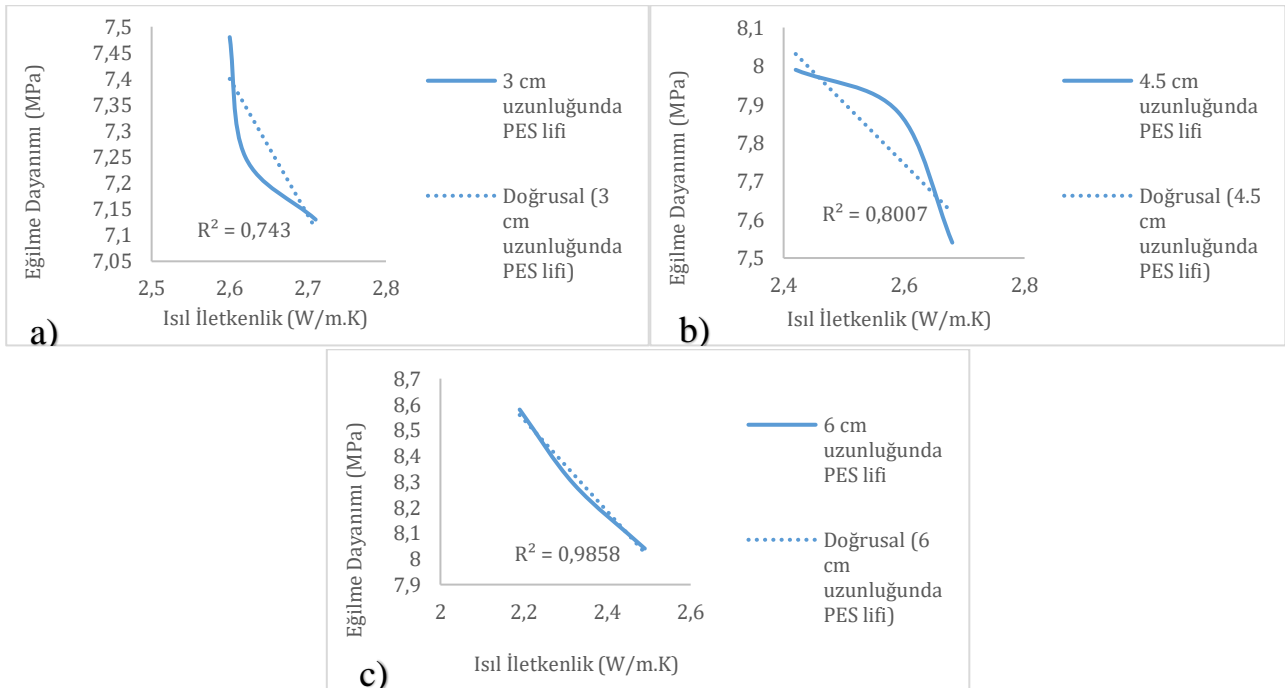 Eğilme Dayanımı (MPa)
7,5
7,45
7,4
7,35
7,3
7,25
7,2
7,15
7,1
7,05
2,5
2,6
2,7
2,8
R² = 0,743
Isıl İletkenlik (W/m.K)
3 cm
uzunluğunda
PES lifi
Doğrusal (3
cm
uzunluğunda
PES lifi)
a)
Eğilme Dayanımı (MPa)
8,1
8
7,9
7,8
7,7
7,6
7,5
2,4
2,6
2,8
R² = 0,8007
Isıl İletkenlik (W/m.K)
4.5 cm
uzunluğunda
PES lifi
Doğrusal (4.5
cm
uzunluğunda
PES lifi)
b)
Eğilme Dayanımı (MPa)
8,7
8,6
8,5
8,4
8,3
8,2
8,1
8
7,9
2
2,2
2,4
2,6
R² = 0,9858
Isıl İletkenlik (W/m.K)
6 cm
uzunluğunda
PES lifi
Doğrusal (6
cm
uzunluğunda
PES lifi)
c)